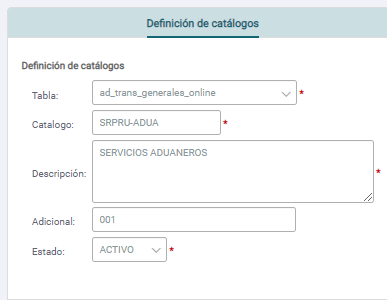 Definición de catálogos
Definición de catálogos
Tabla: ad_trans_generales_online *
Catalogo: SRPRU-ADUA *
Descripción: SERVICIOS ADUANEROS *
Adicional: 001
Estado: ACTIVO *